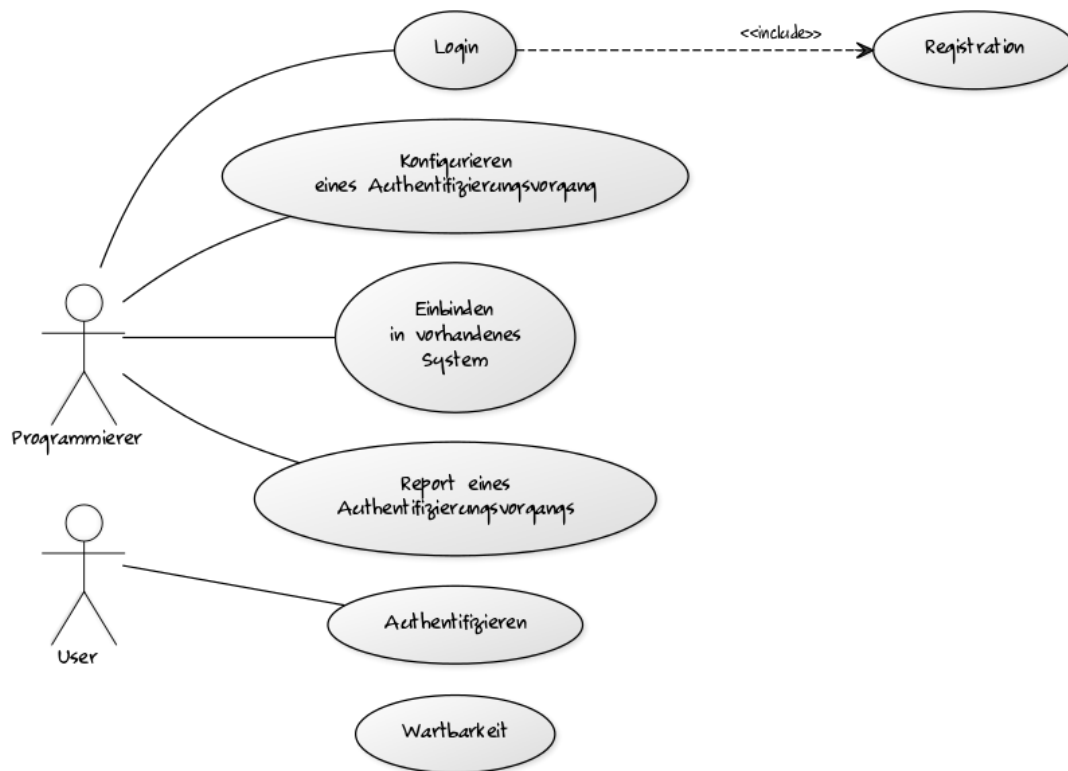 Login
<<include>>
Registration
Konfigurieren
eines Authentifizierungsvorgang
Einbinden
in vorhandenes
System
Programmierer
Report eines
Authentifizierungsvorgangs
Authentifizieren
User
Wartbarkeit